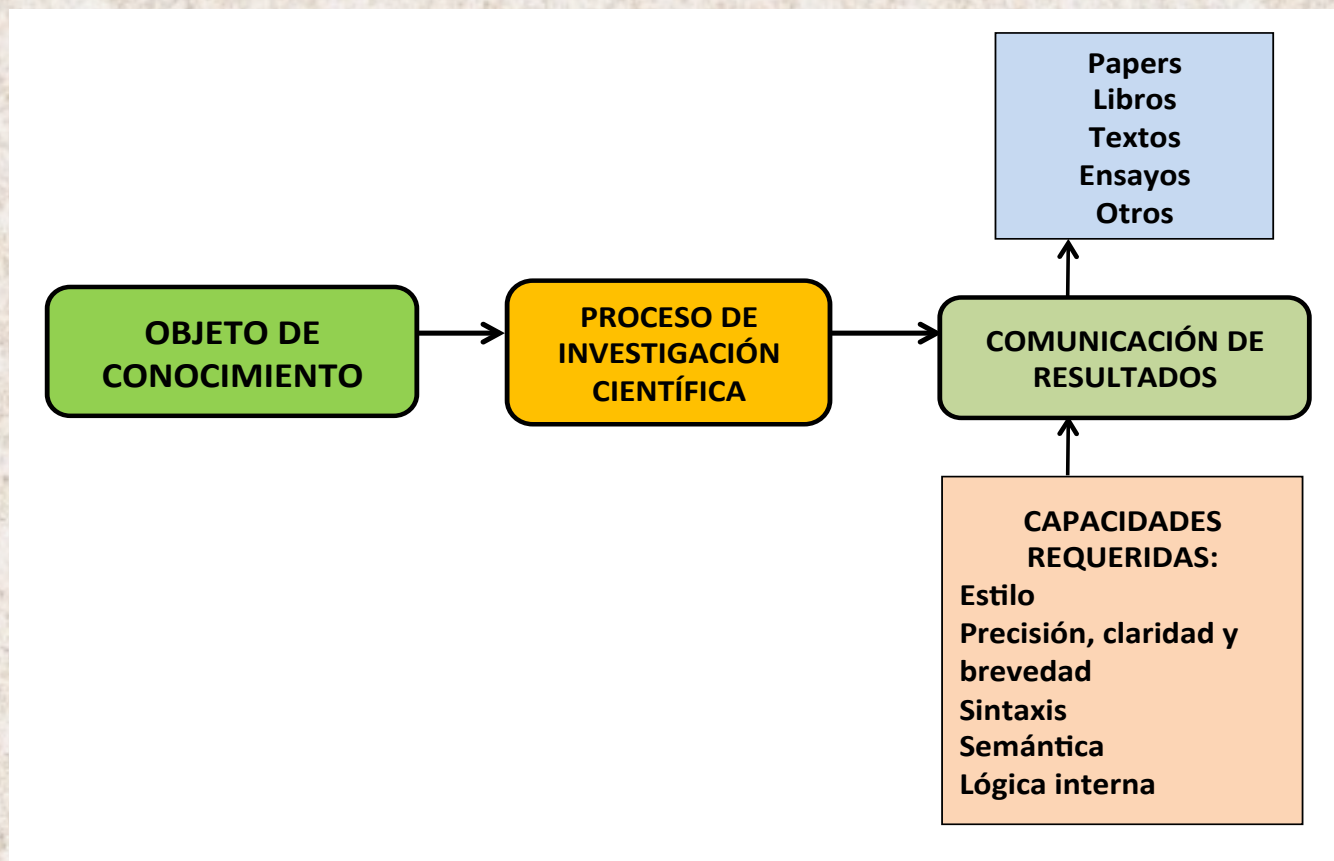 Papers
Libros
Textos
Ensayos
Otros
OBJETO DE
CONOCIMIENTO
PROCESO DE
INVESTIGACIÓN
CIENTÍFICA
COMUNICACIÓN DE
RESULTADOS
CAPACIDADES
REQUERIDAS:
Estilo
Precisión, claridad y
brevedad
Sintaxis
Semántica
Lógica interna